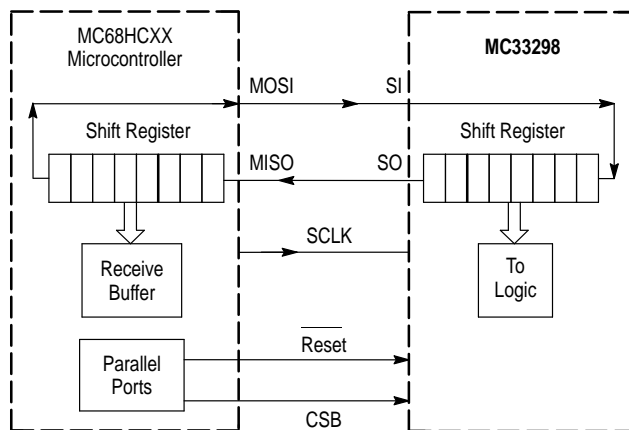 MC68HCXX
Microcontroller
MC33298
MOSI
SI
Shift Register
Shift Register
MISO
SO
SCLK
Receive
Buffer
To
Logic
Reset
Parallel
Ports
CSB